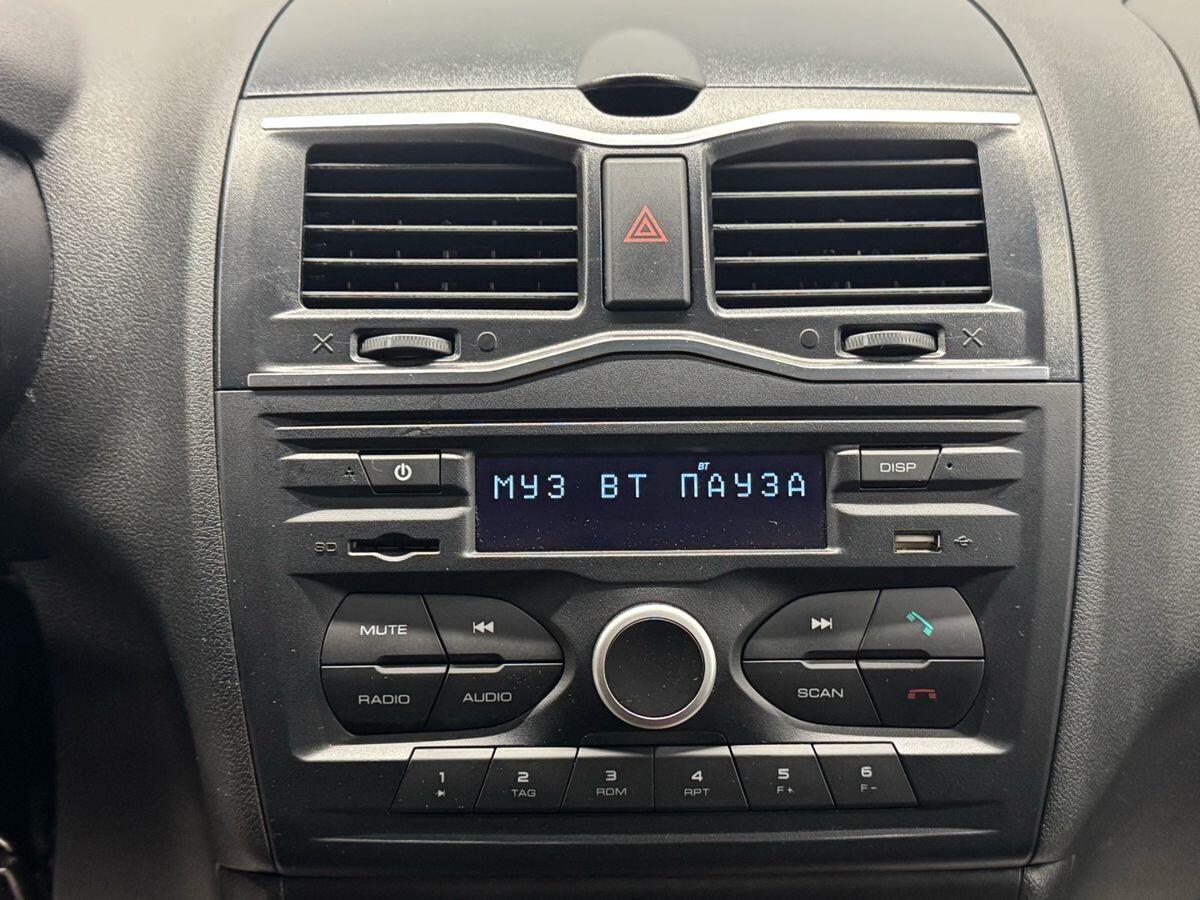 DISP
BT
МУЗ ВТ ПАУЗА
SD
MUTE
RADIO
AUDIO
SCAN
1
2
TAG
3
RDM
4
RPT
5
F+
6
F-